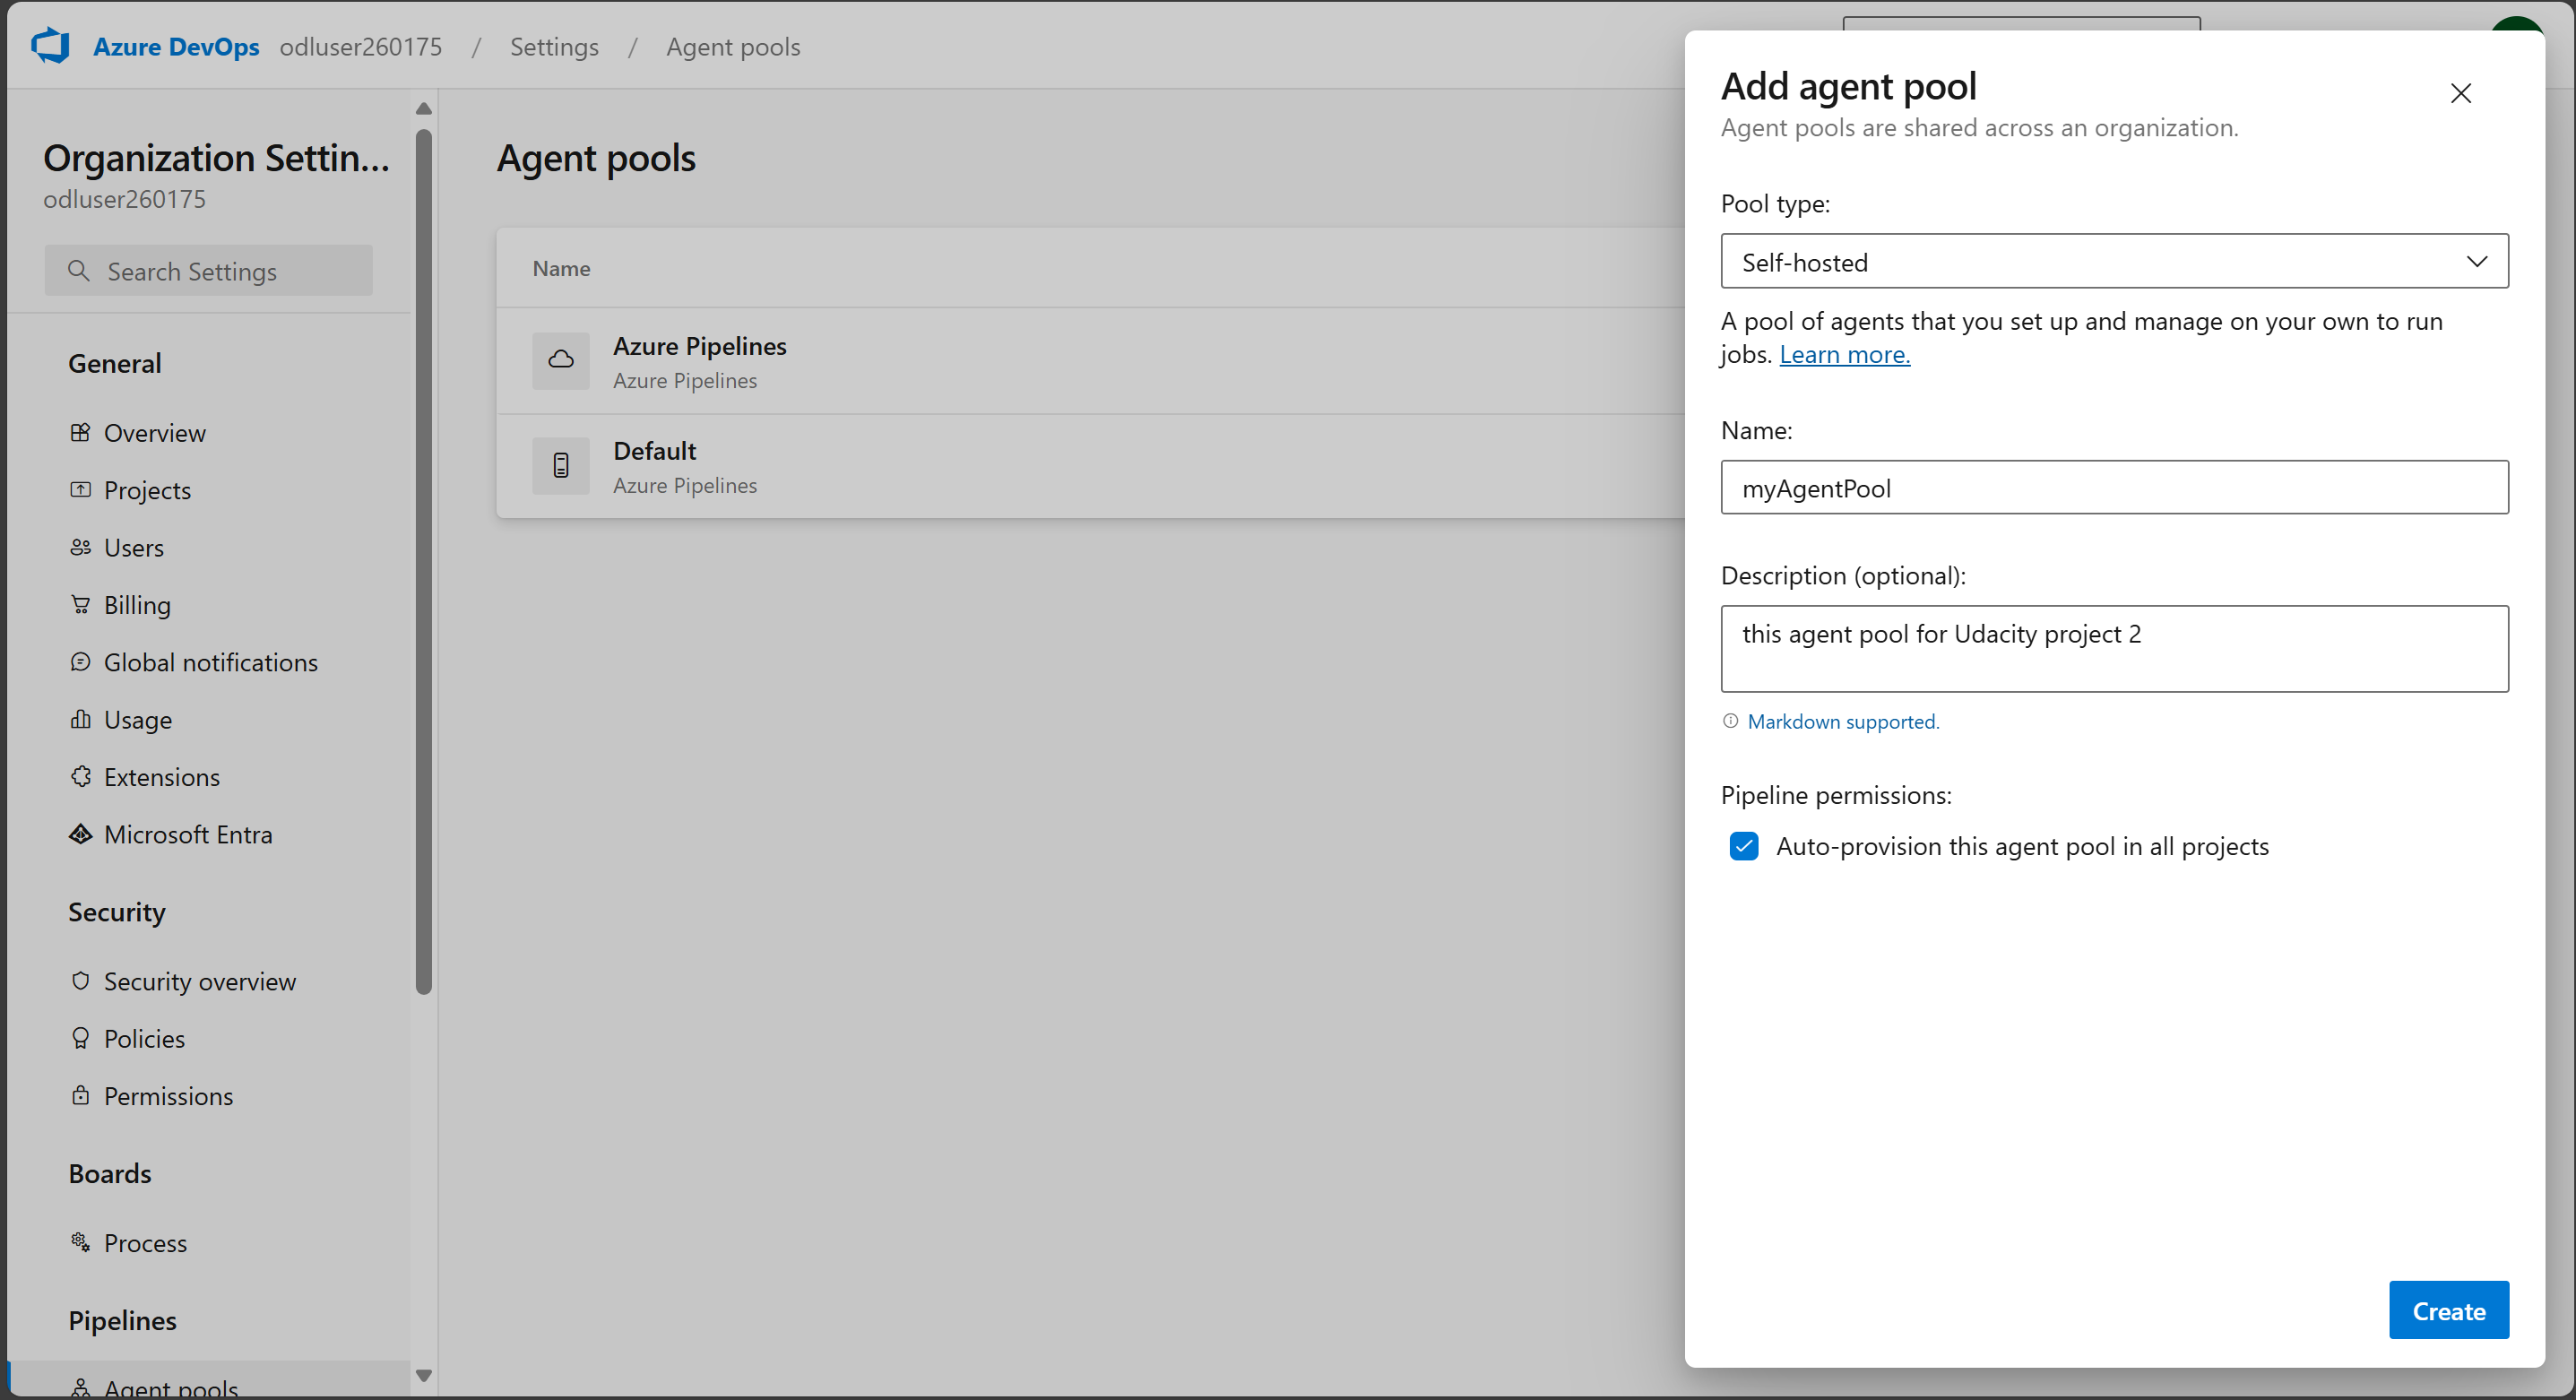 Azure DevOps odluser260175 / Settings / Agent pools
Organization Settin...
odluser260175
Search Settings
General
Overview
Projects
Users
Billing
Global notifications
Usage
Extensions
Microsoft Entra
Security
Security overview
Policies
Permissions
Boards
Process
Pipelines
Agent pools
Agent pools
Name
Azure Pipelines
Azure Pipelines
Default
Azure Pipelines
Add agent pool
Agent pools are shared across an organization.
Pool type:
Self-hosted
A pool of agents that you set up and manage on your own to run
jobs. Learn more.
Name:
myAgentPool
Description (optional):
this agent pool for Udacity project 2
Markdown supported.
Pipeline permissions:
Auto-provision this agent pool in all projects
Create